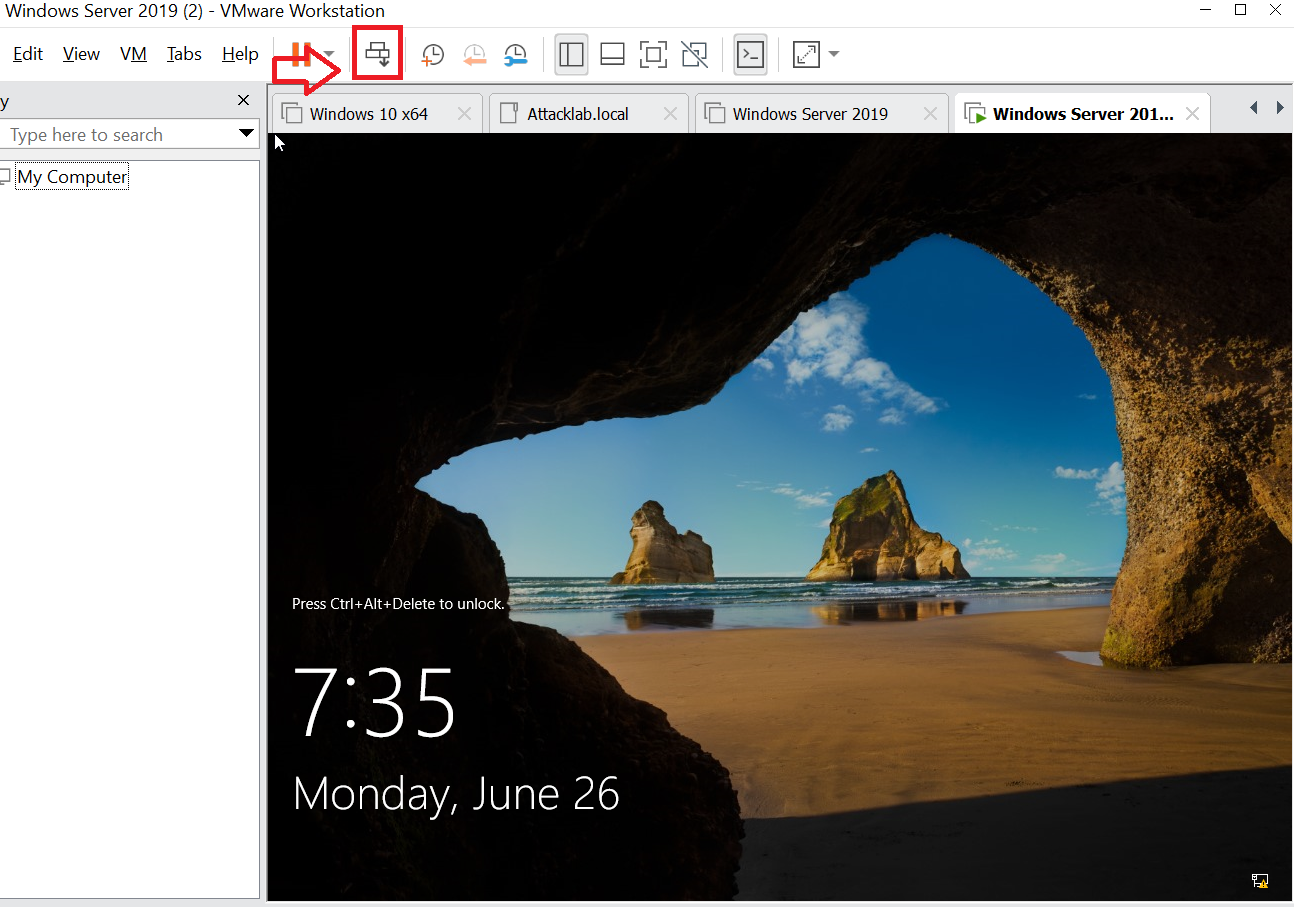 Windows Server 2019 (2) - VMware Workstation
Edit View VM Tabs Help
y
Type here to search
My Computer
Windows 10 x64
Attacklab.local
Windows Server 2019
Windows Server 201...
Press Ctrl+Alt+Delete to unlock.
7:35
Monday, June 26